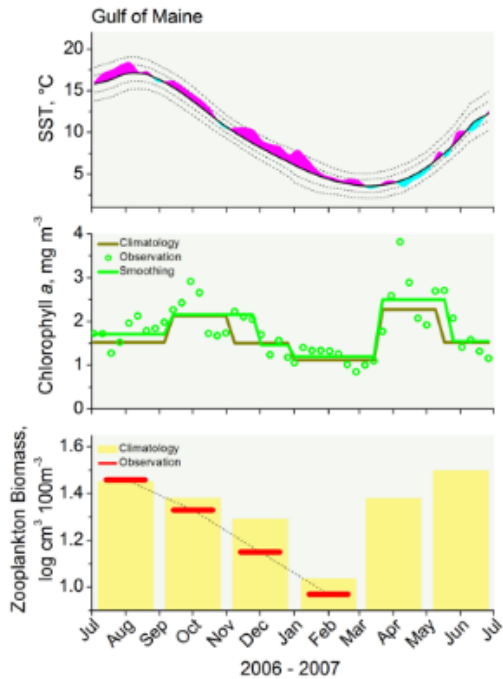 Gulf of Maine
20
15
10
5
SST, °C
4
3
2
1
0
Chlorophyll a, mg m-3
Climatology
Observation
Smoothing
1.6
1.4
1.2
1.0
Zooplankton Biomass,
log cm³ 100m-3
Climatology
Observation
Jul Aug Sep Oct Nov Dec Jan Feb Mar Apr May Jun Jul
2006 - 2007